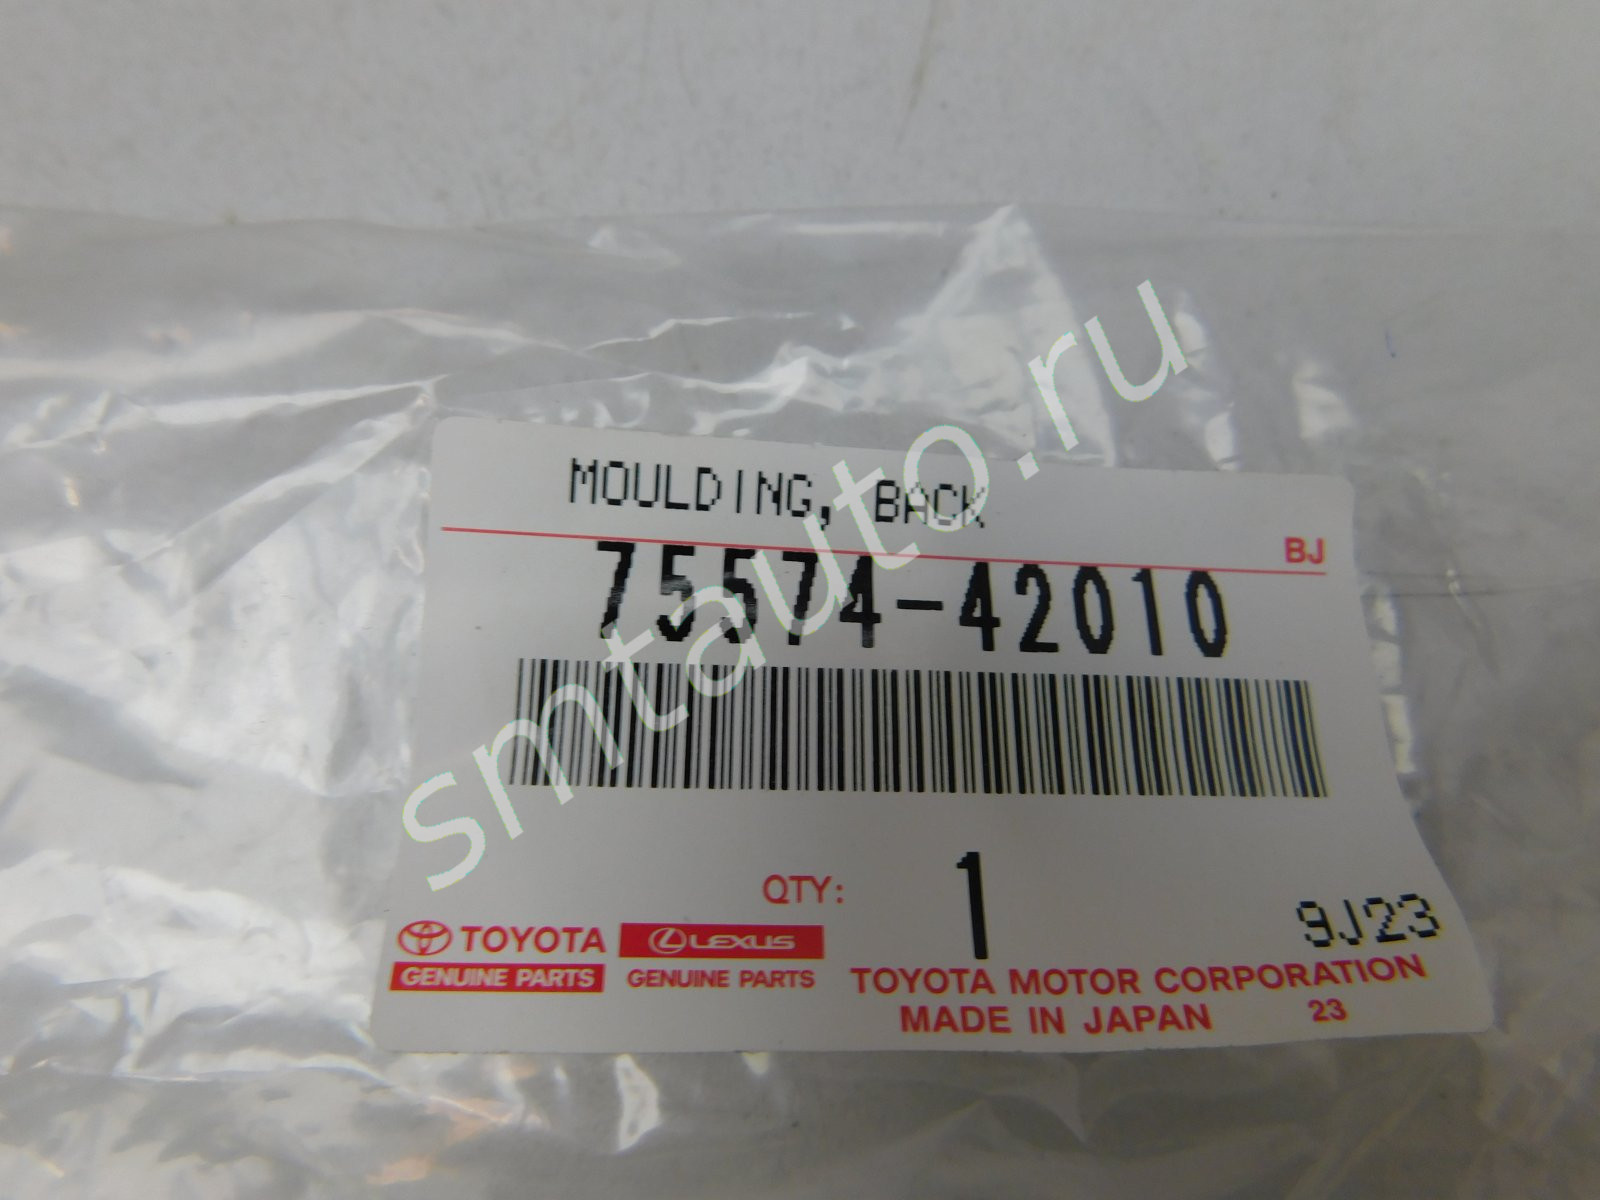 MOULDING, BACK
BJ
75574-42010
QTY: 1
9J23
TOYOTA
GENUINE PARTS
LEXUS
GENUINE PARTS
TOYOTA MOTOR CORPORATION
MADE IN JAPAN 23
smtauto.ru